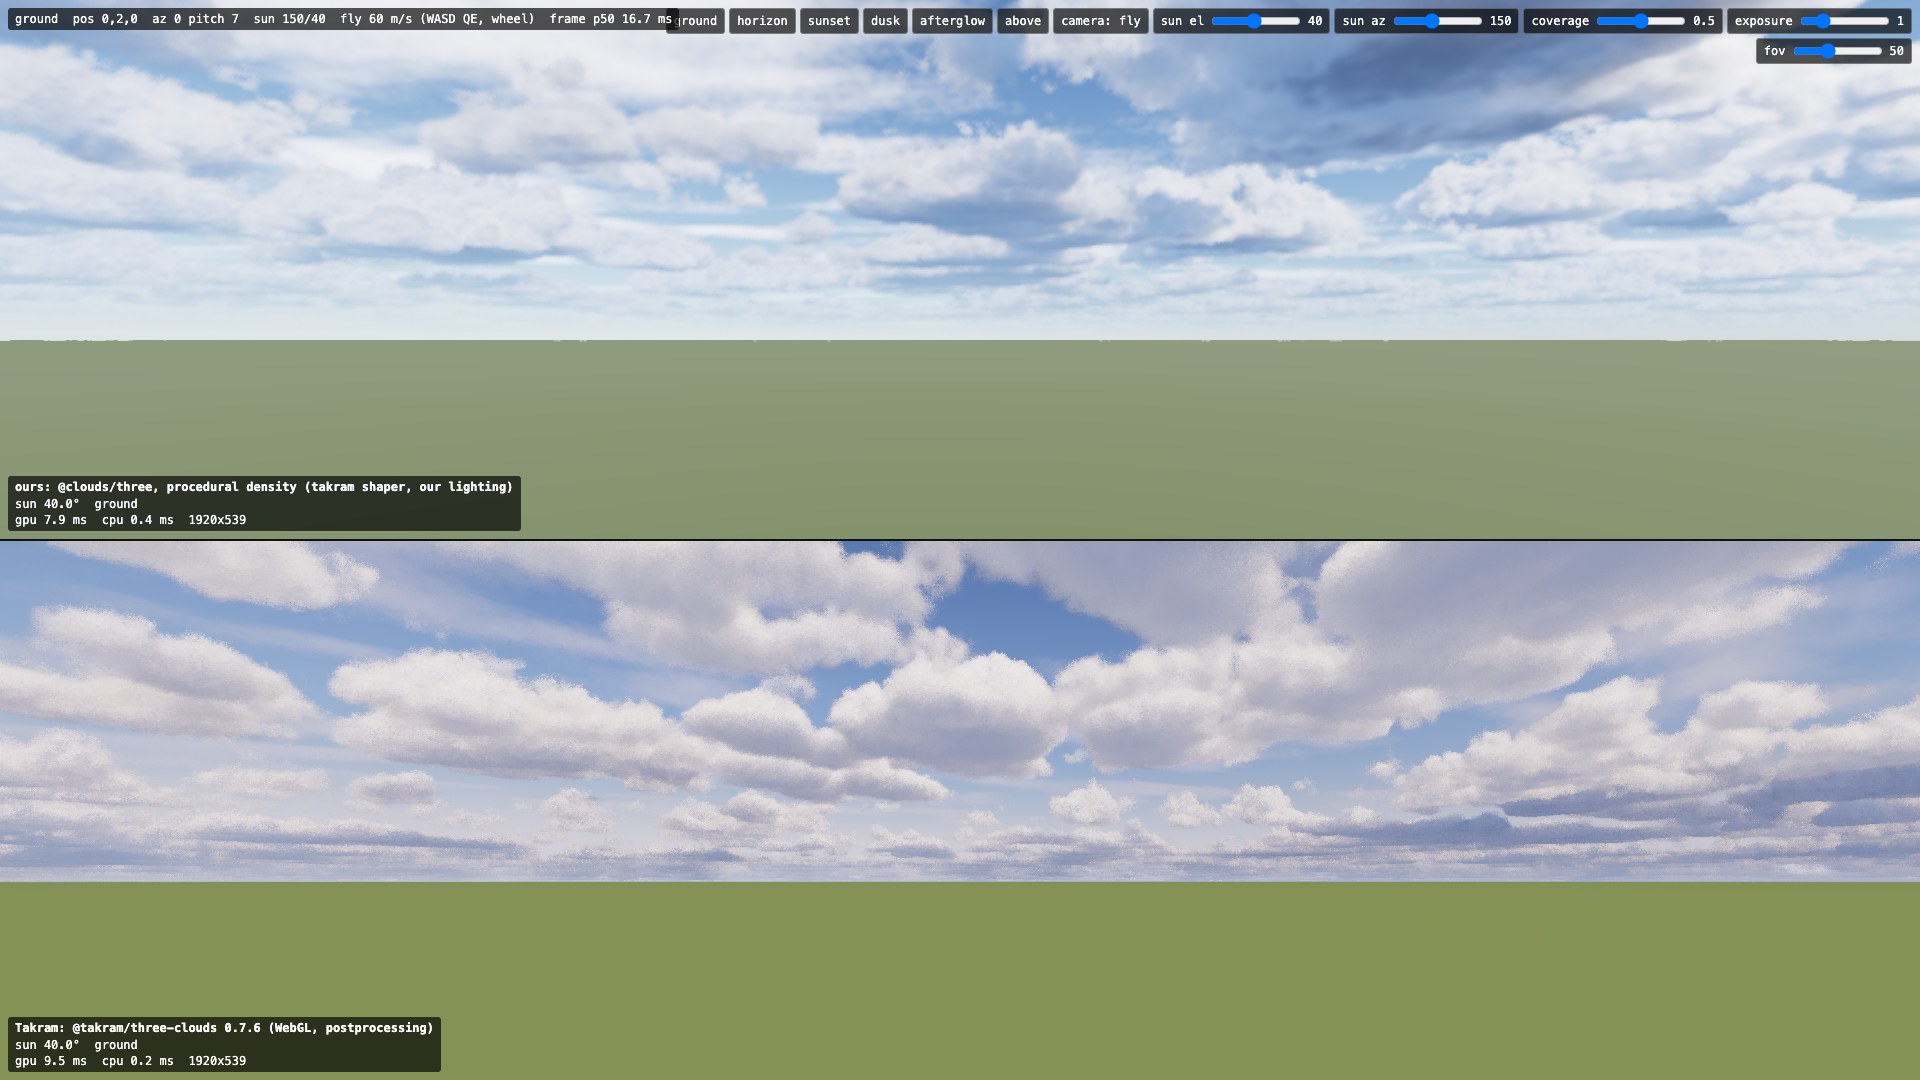 ground pos 0,2,0 az 0 pitch 7 sun 150/40 fly 60 m/s (WASD QE, wheel) frame p50 16.7 ms
ground horizon sunset dusk afterglow above camera: fly sun el 40 sun az 150 coverage 0.5 exposure 1
fov 50
ours: @clouds/three, procedural density (takram shaper, our lighting)
sun 40.0° ground
gpu 7.9 ms cpu 0.4 ms 1920x539
Takram: @takram/three-clouds 0.7.6 (WebGL, postprocessing)
sun 40.0° ground
gpu 9.5 ms cpu 0.2 ms 1920x539